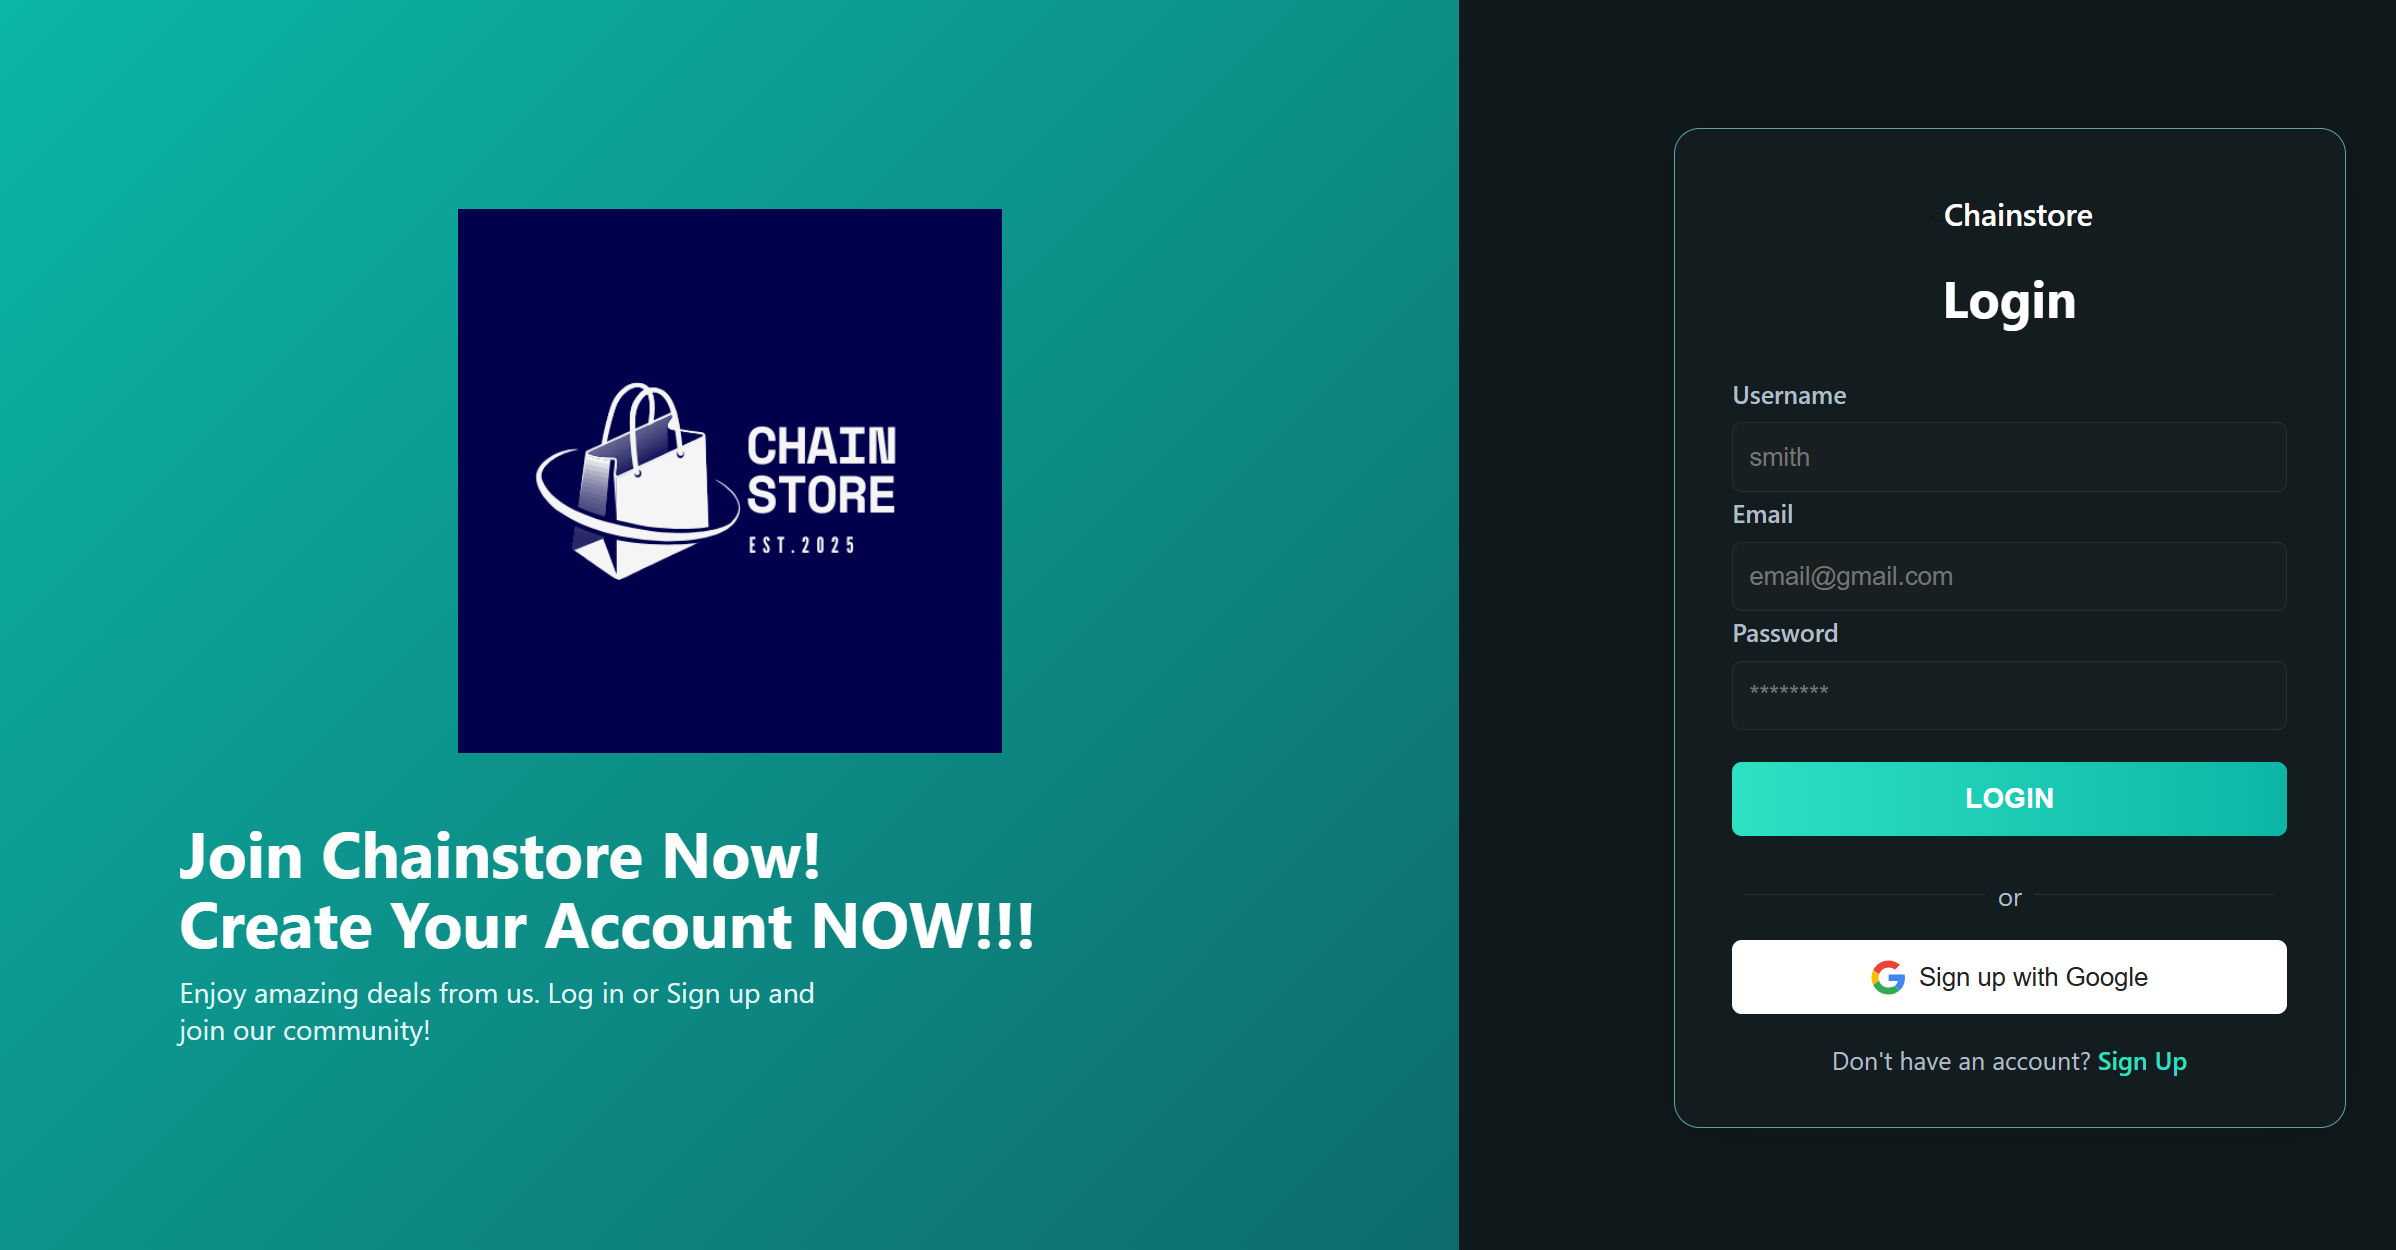 CHAIN
STORE
EST.2025
Join Chainstore Now!
Create Your Account NOW!!!
Enjoy amazing deals from us. Log in or Sign up and
join our community!
Chainstore
Login
Username
smith
Email
email@gmail.com
Password
********
LOGIN
or
Sign up with Google
Don't have an account? Sign Up